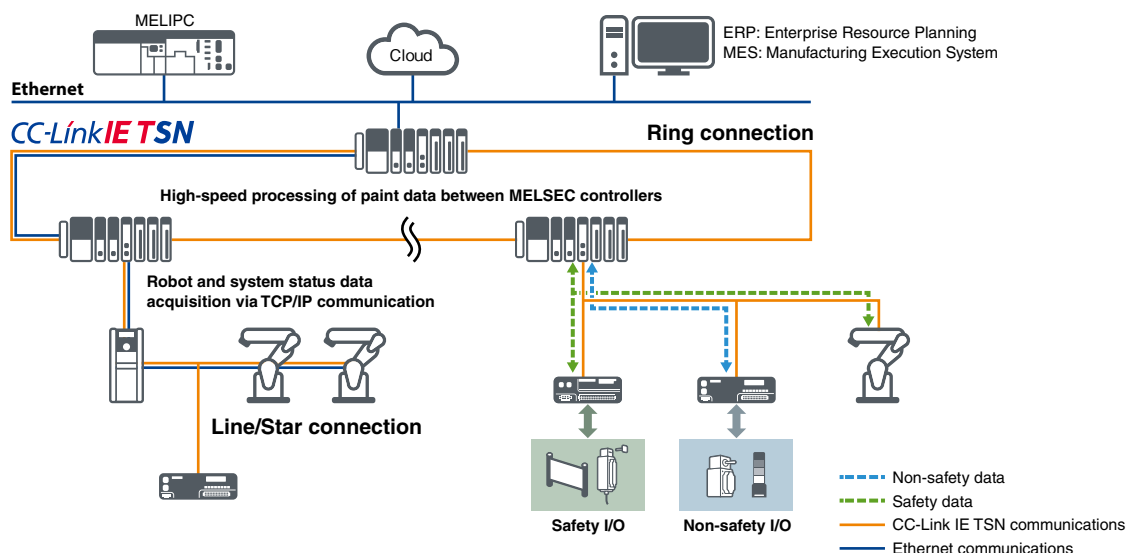 MELIPC
Cloud
ERP: Enterprise Resource Planning
MES: Manufacturing Execution System
Ethernet
CC-Link IE TSN
Ring connection
High-speed processing of paint data between MELSEC controllers
Robot and system status data
acquisition via TCP/IP communication
Line/Star connection
Safety I/O
Non-safety I/O
Non-safety data
Safety data
CC-Link IE TSN communications
Ethernet communications